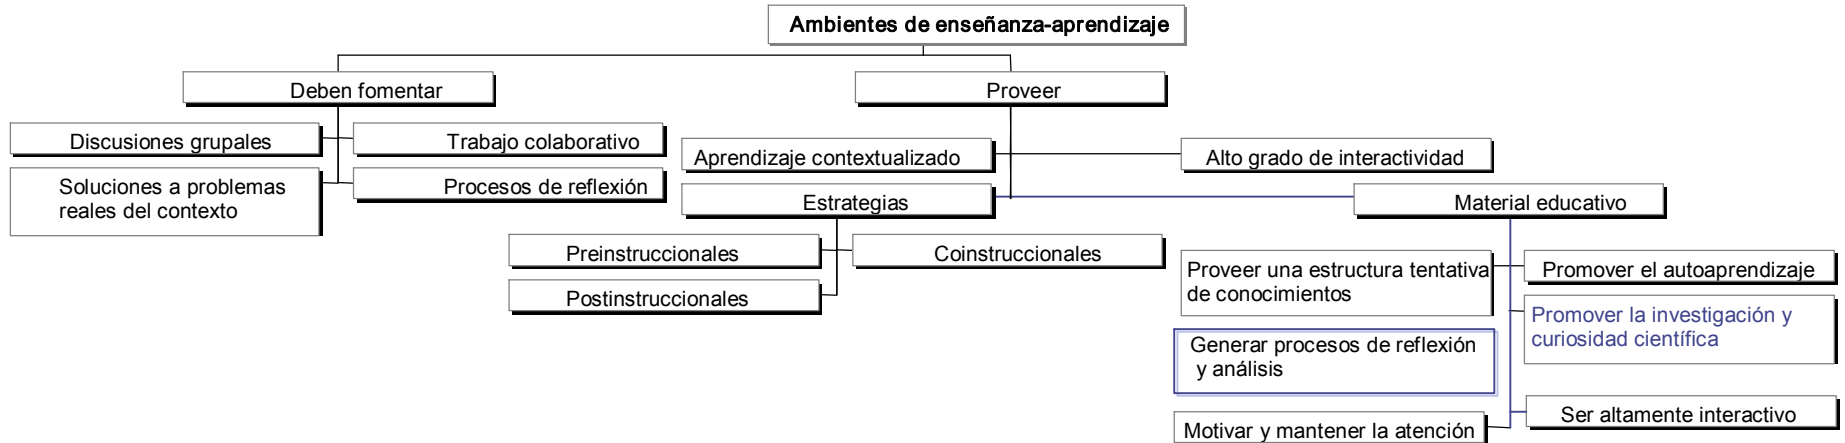 Ambientes de enseñanza-aprendizaje
Deben fomentar
Proveer
Discusiones grupales
Trabajo colaborativo
Soluciones a problemas
reales del contexto
Procesos de reflexión
Aprendizaje contextualizado
Alto grado de interactividad
Estrategias
Material educativo
Preinstruccionales
Coinstruccionales
Postinstruccionales
Proveer una estructura tentativa
de conocimientos
Promover el autoaprendizaje
Promover la investigación y
curiosidad científica
Generar procesos de reflexión
y análisis
Ser altamente interactivo
Motivar y mantener la atención